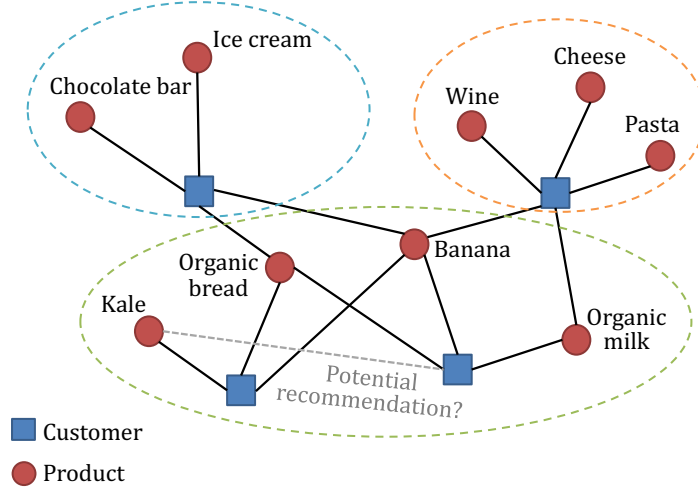 Ice cream
Chocolate bar
Cheese
Wine
Pasta
Organic
bread
Banana
Kale
Organic
milk
Potential
recommendation?
Customer
Product